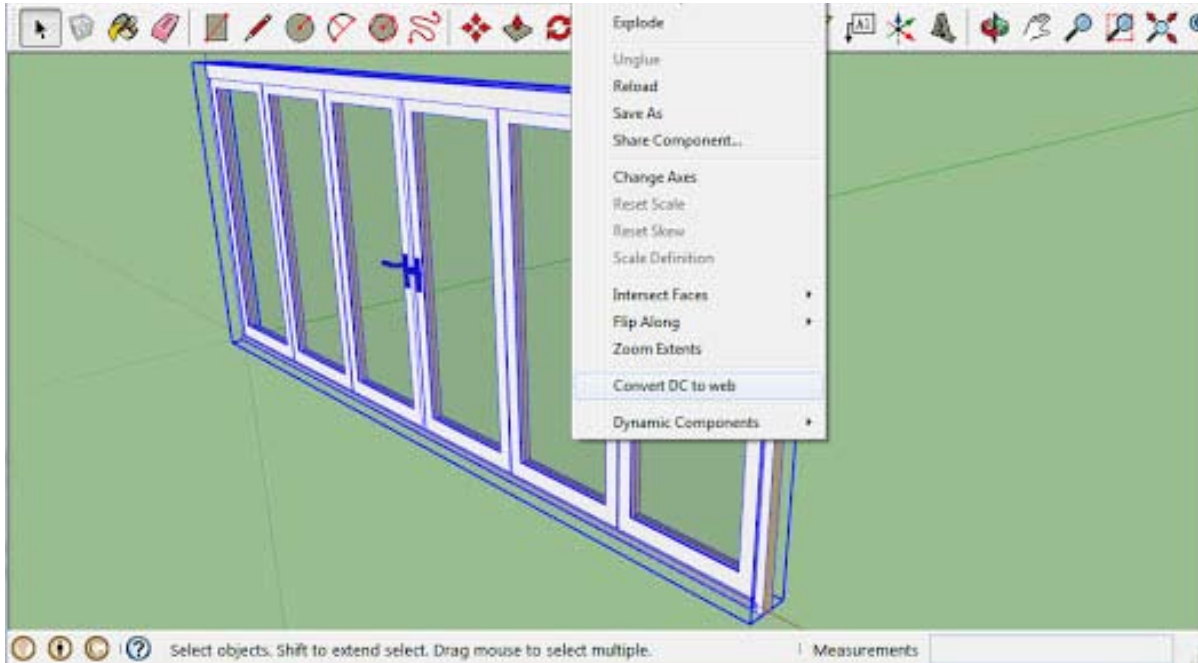 A1
Explode
Unglue
Reload
Save As
Share Component...
Change Axes
Reset Scale
Reset Skew
Scale Definition
Intersect Faces
Flip Along
Zoom Extents
Convert DC to web
Dynamic Components
Select objects. Shift to extend select. Drag mouse to select multiple.
Measurements